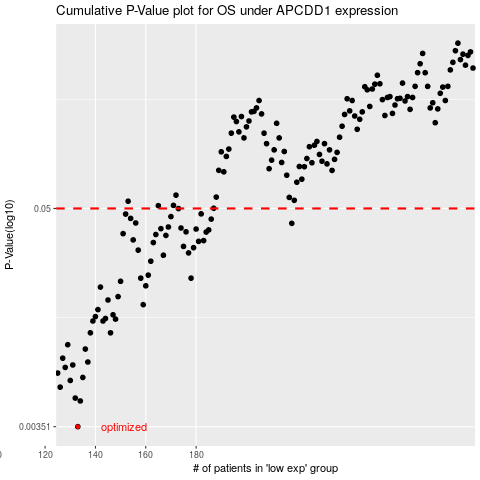 Cumulative P-Value plot for OS under APCDD1 expression
P-Value(log10)
0.05
0.00351
optimized
0
120
140
160
180
# of patients in 'low exp' group